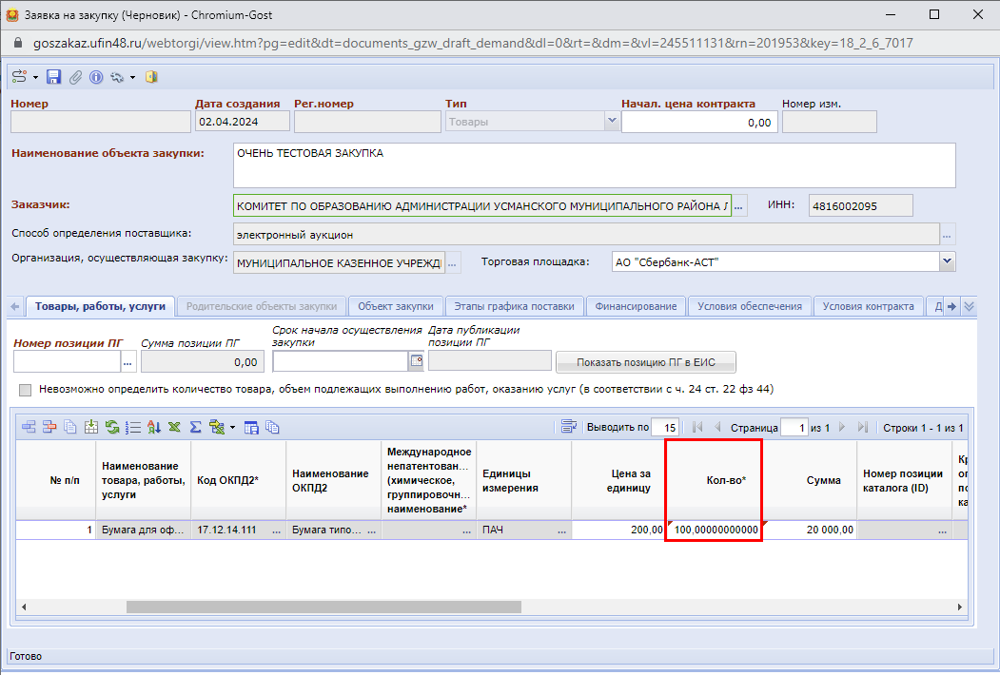 Заявка на закупку (Черновик) - Chromium-Gost
goszakaz.ufin48.ru/webtorgi/view.htm?pg=edit&dt=documents_gzw_draft_demand&dl=0&rt=&dm=&vl=245511131&rn=201953&key=18_2_6_7017
Номер Дата создания Рег.номер Тип Начал. цена контракта Номер изм.
02.04.2024 Товары 0,00
Наименование объекта закупки: ОЧЕНЬ ТЕСТОВАЯ ЗАКУПКА
Заказчик: КОМИТЕТ ПО ОБРАЗОВАНИЮ АДМИНИСТРАЦИИ УСМАНСКОГО МУНИЦИПАЛЬНОГО РАЙОНА Л ... ИНН: 4816002095
Способ определения поставщика: электронный аукцион ...
Организация, осуществляющая закупку: МУНИЦИПАЛЬНОЕ КАЗЕННОЕ УЧРЕЖДЕ ... Торговая площадка: АО "Сбербанк-АСТ"
Товары, работы, услуги Родительские объекты закупки Объект закупки Этапы графика поставки Финансирование Условия обеспечения Условия контракта Д
Номер позиции ПГ Сумма позиции ПГ Срок начала осуществления закупки Дата публикации позиции ПГ
... 0,00 Показать позицию ПГ в ЕИС
Невозможно определить количество товара, объем подлежащих выполнению работ, оказанию услуг (в соответствии с ч. 24 ст. 22 фз 44)
Выводить по 15 Страница 1 из 1 Строки 1 - 1 из 1
№ п/п
Наименование
товара, работы,
услуги
Код ОКПД2*
Наименование
ОКПД2
Международное
непатентован...
(химическое,
группировочн...
наименование*
Единицы
измерения
Цена за
единицу
Кол-во*
Сумма
Номер позиции
каталога (ID)
Кр
оп
по
ка
1 Бумага для оф... 17.12.14.111 ... Бумага типо... ... ... ПАЧ ... 200,00 100,00000000000 20 000,00 ...
Готово